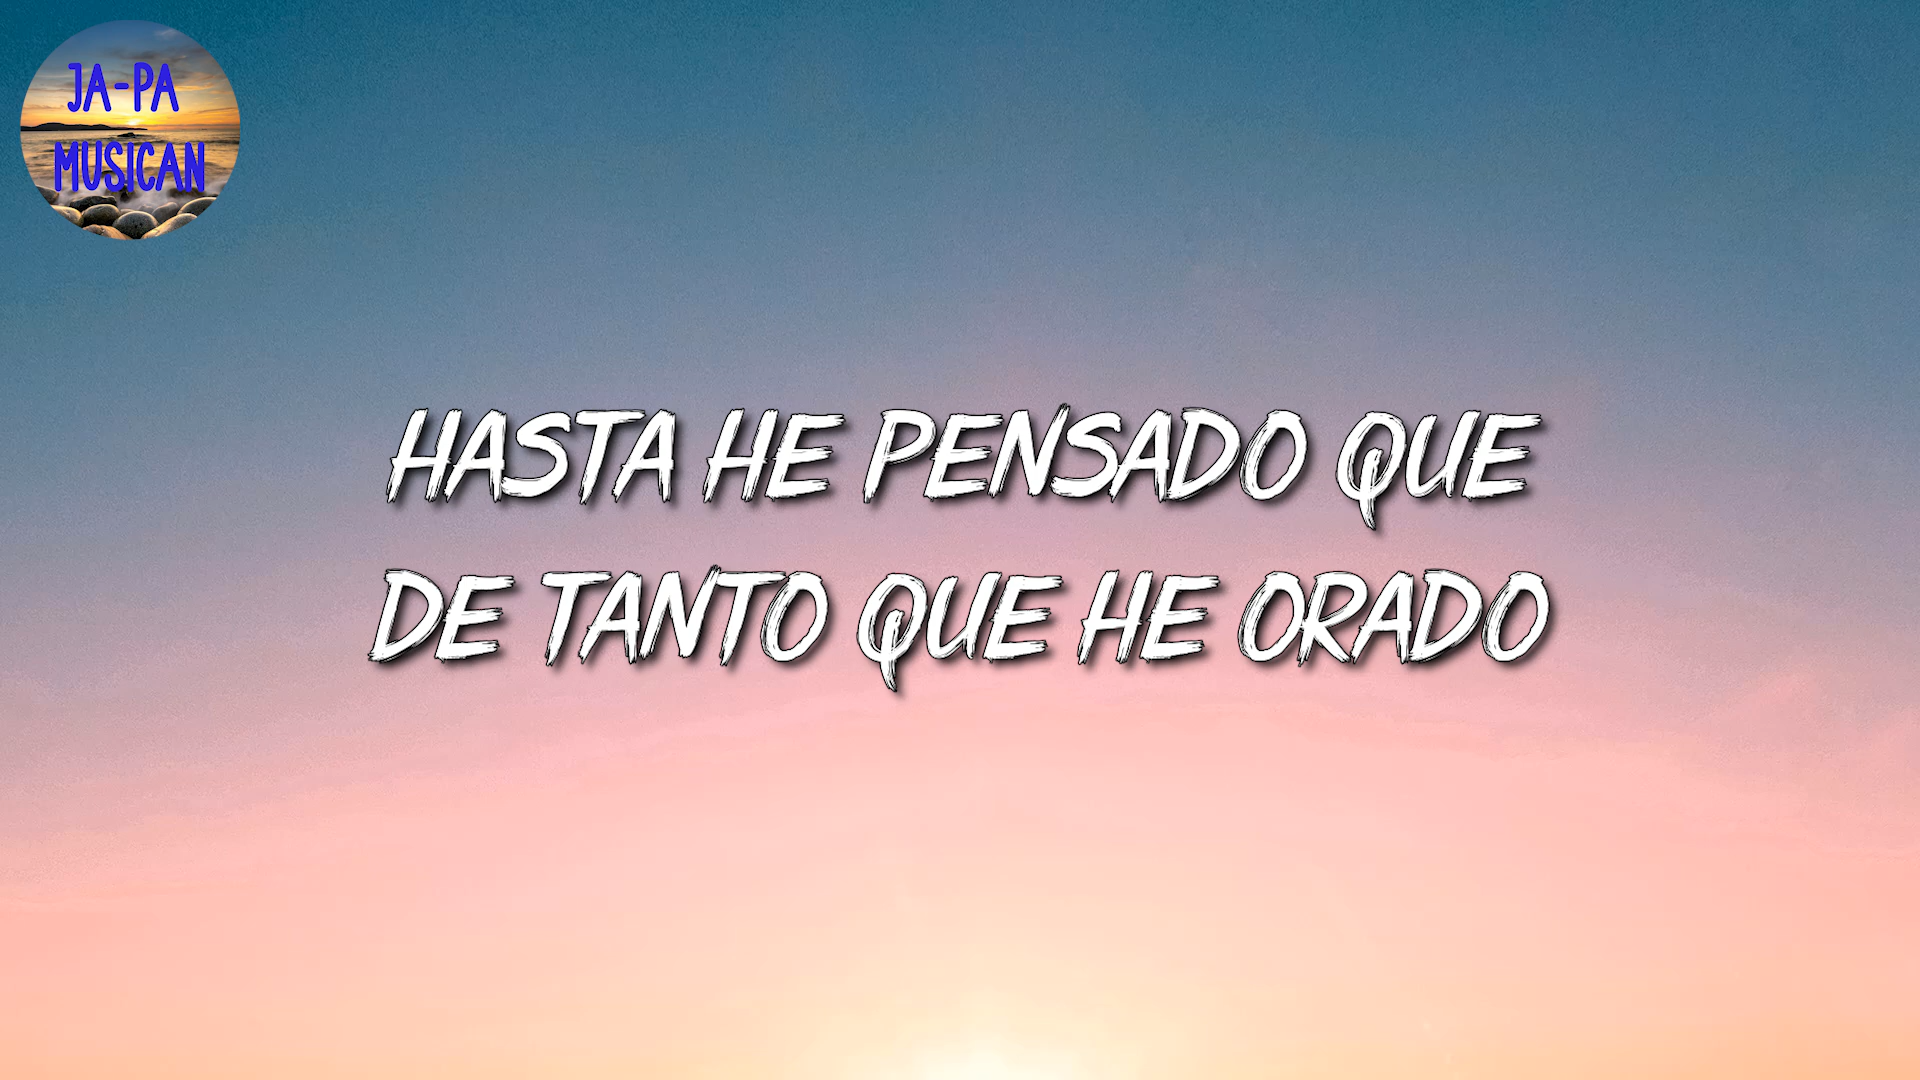 JA-PA
MUSICAN
HASTA HE PENSADO QUE
DE TANTO QUE HE ORADO